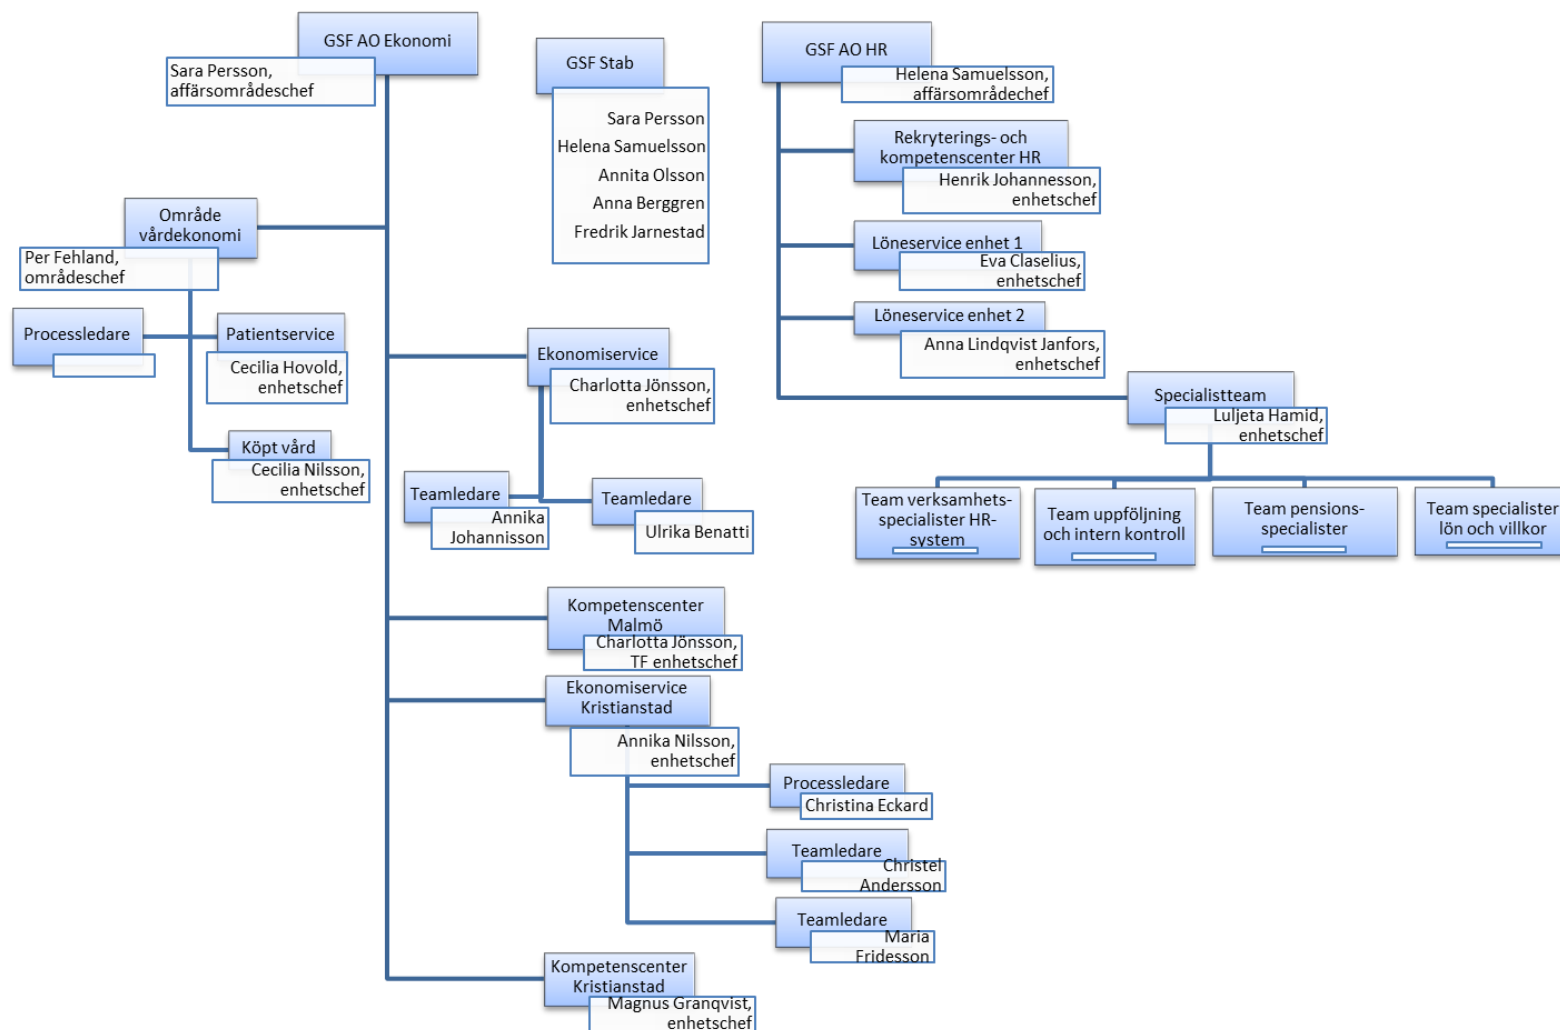 GSF AO Ekonomi
Sara Persson,
affärsområdeschef
GSF Stab
Sara Persson
Helena Samuelsson
Annita Olsson
Anna Berggren
Fredrik Jarnestad
GSF AO HR
Helena Samuelsson,
affärsområdechef
Rekryterings- och
kompetenscenter HR
Henrik Johannesson,
enhetschef
Löneservice enhet 1
Eva Claselius,
enhetschef
Löneservice enhet 2
Anna Lindqvist Janfors,
enhetschef
Specialistteam
Luljeta Hamid,
enhetschef
Team verksamhets-
specialister HR-
system
Team uppföljning
och intern kontroll
Team pensions-
specialister
Team specialister
lön och villkor
Område
vårdekonomi
Per Fehland,
områdeschef
Processledare
Patientservice
Cecilia Hovold,
enhetschef
Köpt vård
Cecilia Nilsson,
enhetschef
Ekonomiservice
Charlotta Jönsson,
enhetschef
Teamledare
Annika
Johannisson
Teamledare
Ulrika Benatti
Kompetenscenter
Malmö
Charlotta Jönsson,
TF enhetschef
Ekonomiservice
Kristianstad
Annika Nilsson,
enhetschef
Processledare
Christina Eckard
Teamledare
Christel
Andersson
Teamledare
Maria
Fridesson
Kompetenscenter
Kristianstad
Magnus Granqvist,
enhetschef